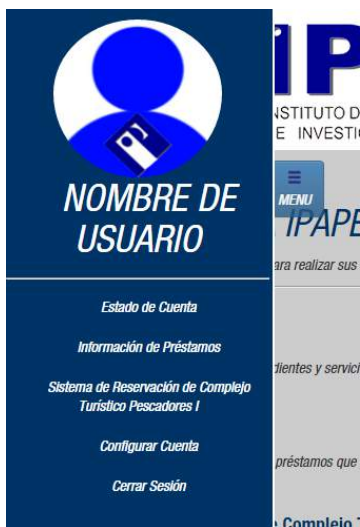 IP
NSTITUTO D
E INVESTI
MENU
IPAPE
ara realizar sus
NOMBRE DE
USUARIO
Estado de Cuenta
Información de Préstamos
Sistema de Reservación de Complejo
Turístico Pescadores I
dientes y servici
Configurar Cuenta
préstamos que
Cerrar Sesión
Complejo T